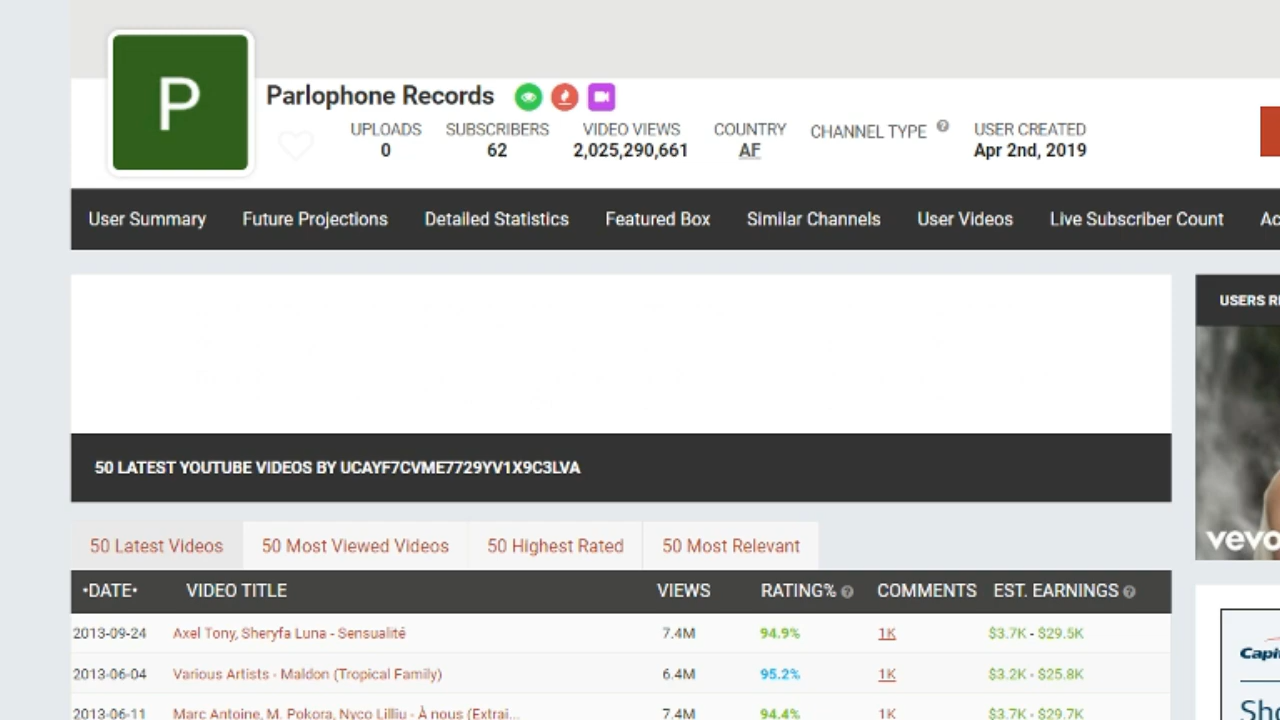 P
Parlophone Records
UPLOADS SUBSCRIBERS VIDEO VIEWS COUNTRY CHANNEL TYPE USER CREATED
0 62 2,025,290,661 AF Apr 2nd, 2019
User Summary Future Projections Detailed Statistics Featured Box Similar Channels User Videos Live Subscriber Count Ac
USERS R
50 LATEST YOUTUBE VIDEOS BY UCAYF7CVME7729YV1X9C3LVA
vevo
50 Latest Videos 50 Most Viewed Videos 50 Highest Rated 50 Most Relevant
•DATE• VIDEO TITLE VIEWS RATING% COMMENTS EST. EARNINGS
2013-09-24 Axel Tony, Sheryfa Luna - Sensualité 7.4M 94.9% 1K $3.7K - $29.5K
Capi
2013-06-04 Various Artists - Maldon (Tropical Family) 6.4M 95.2% 1K $3.2K - $25.8K
Sho
2013-06-11 Marc Antoine, M. Pokora, Nyco Lilliu - À nous (Extrai... 7.4M 94.4% 1K $3.7K - $29.7K